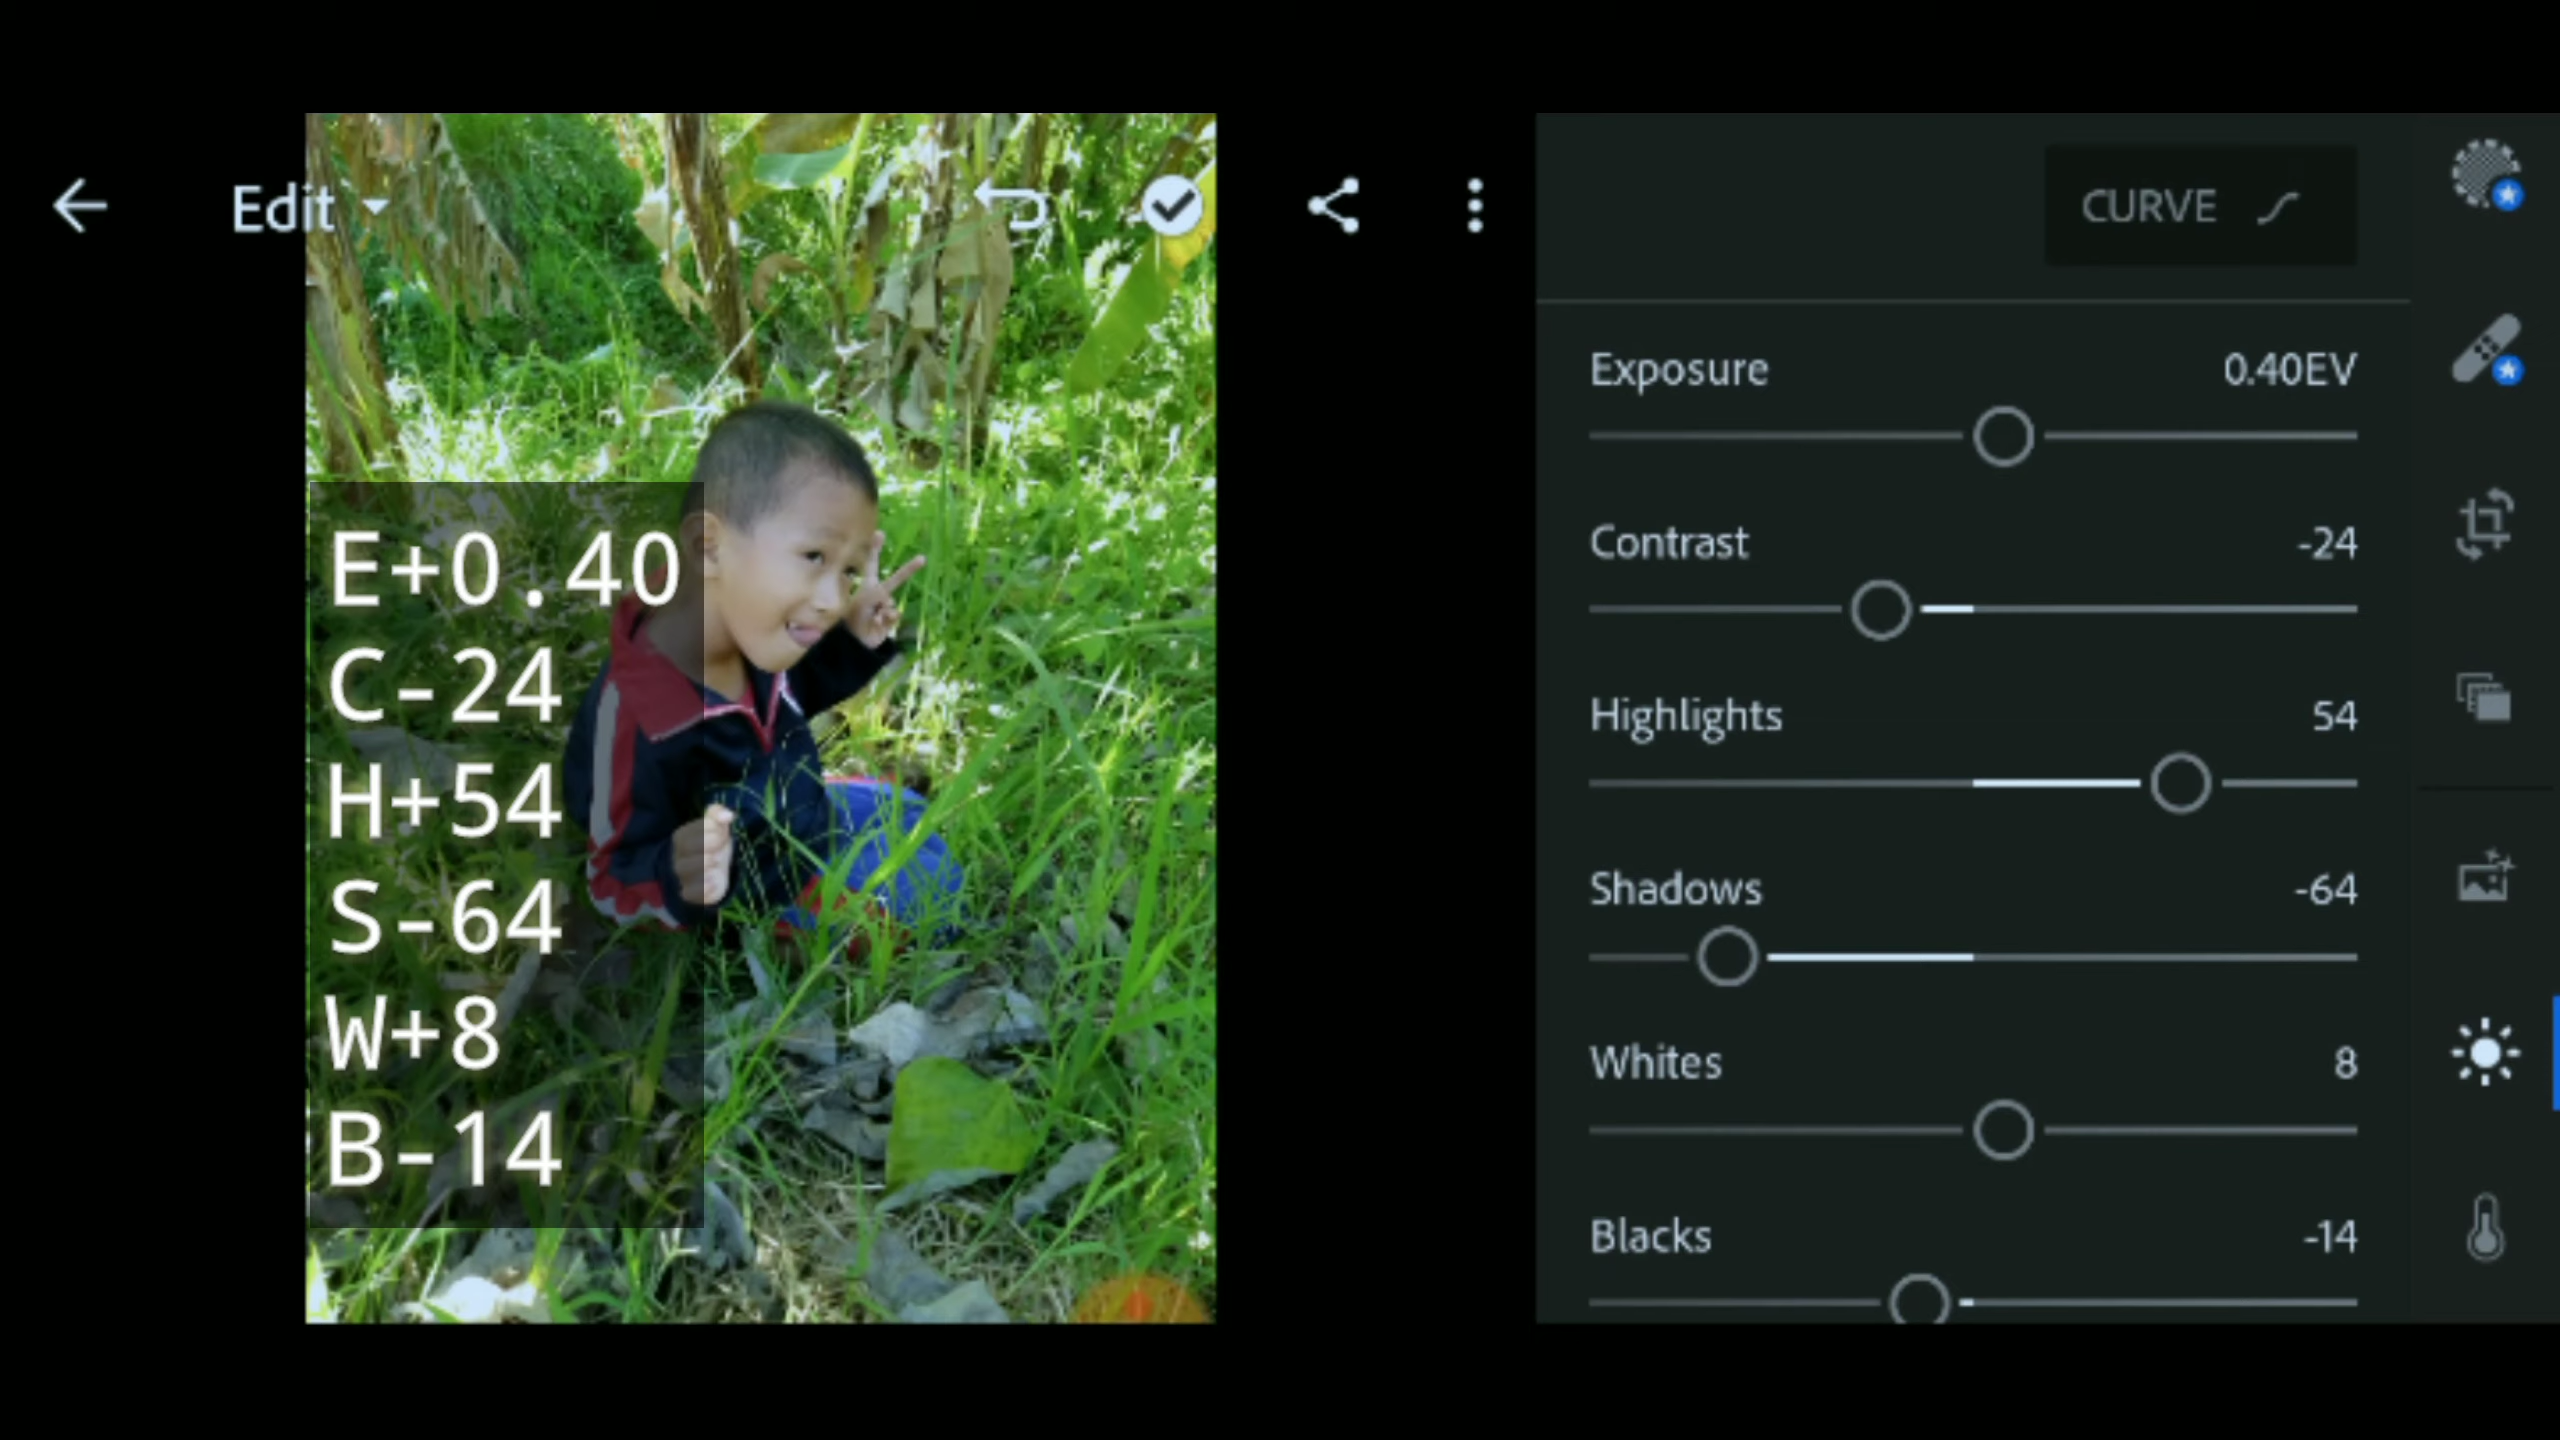 Edit
CURVE
E+0.40
C-24
H+54
S-64
W+8
B-14
Exposure 0.40EV
Contrast -24
Highlights 54
Shadows -64
Whites 8
Blacks -14